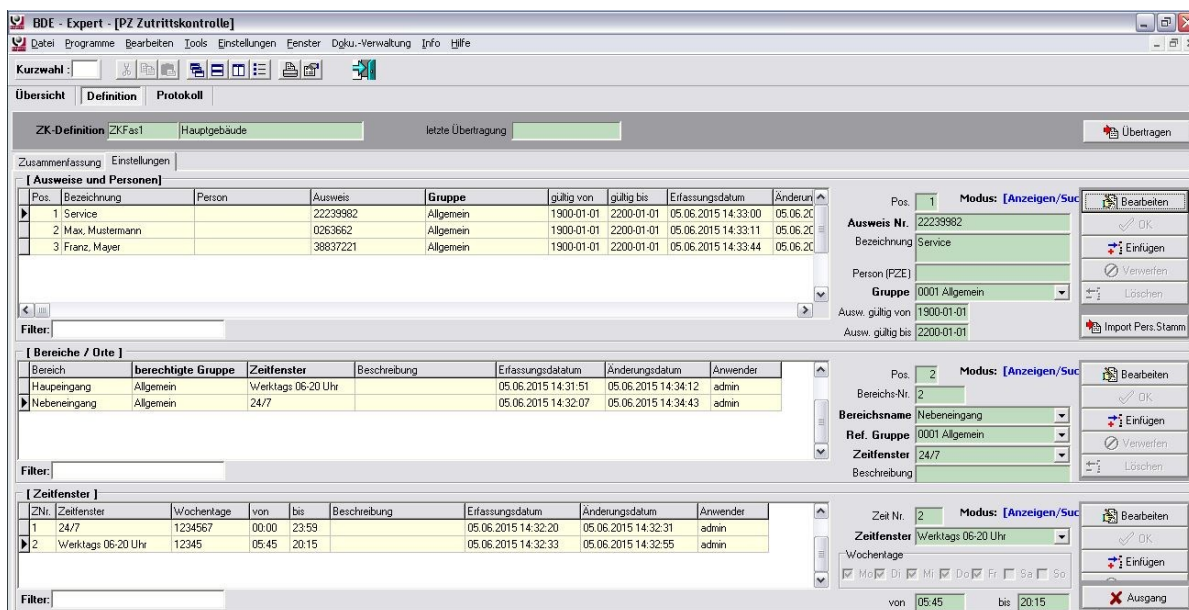 BDE - Expert - [PZ Zutrittskontrolle]
Datei Programme Bearbeiten Tools Einstellungen Fenster Doku.-Verwaltung Info Hilfe
Kurzwahl :
Übersicht Definition Protokoll
ZK-Definition ZKFas1 Hauptgebäude letzte Übertragung Übertragen
Zusammenfassung Einstellungen
[ Ausweise und Personen]
Pos. Bezeichnung Person Ausweis Gruppe gültig von gültig bis Erfassungsdatum Änderun
1 Service 22239982 Allgemein 1900-01-01 2200-01-01 05.06.2015 14:33:00 05.06.20
2 Max, Mustermann 0263662 Allgemein 1900-01-01 2200-01-01 05.06.2015 14:33:11 05.06.20
3 Franz, Mayer 38837221 Allgemein 1900-01-01 2200-01-01 05.06.2015 14:33:44 05.06.20
Filter:
Pos. 1 Modus: [Anzeigen/Suc
Ausweis Nr. 22239982
Bezeichnung Service
Person (PZE)
Gruppe 0001 Allgemein
Ausw. gültig von 1900-01-01
Ausw. gültig bis 2200-01-01
Bearbeiten
OK
Einfügen
Verwerfen
Löschen
Import Pers.Stamm
[ Bereiche / Orte ]
Bereich berechtigte Gruppe Zeitfenster Beschreibung Erfassungsdatatum Änderungsdatum Anwender
Haupeingang Allgemein Werktags 06-20 Uhr 05.06.2015 14:31:51 05.06.2015 14:34:12 admin
Nebeneingang Allgemein 24/7 05.06.2015 14:32:07 05.06.2015 14:34:43 admin
Filter:
Pos. 2 Modus: [Anzeigen/Suc
Bereichs-Nr. 2
Bereichsname Nebeneingang
Ref. Gruppe 0001 Allgemein
Zeitfenster 24/7
Beschreibung
Bearbeiten
OK
Einfügen
Verwerfen
Löschen
[ Zeitfenster ]
ZNr. Zeitfenster Wochentage von bis Beschreibung Erfassungsdatum Änderungsdatum Anwender
1 24/7 1234567 00:00 23:59 05.06.2015 14:32:20 05.06.2015 14:32:31 admin
2 Werktags 06-20 Uhr 12345 05:45 20:15 05.06.2015 14:32:33 05.06.2015 14:32:55 admin
Filter:
Zeit Nr. 2 Modus: [Anzeigen/Suc
Zeitfenster Werktags 06-20 Uhr
Wochentage
Mo Di Mi Do Fr Sa So
von 05:45 bis 20:15
Bearbeiten
OK
Einfügen
Ausgang